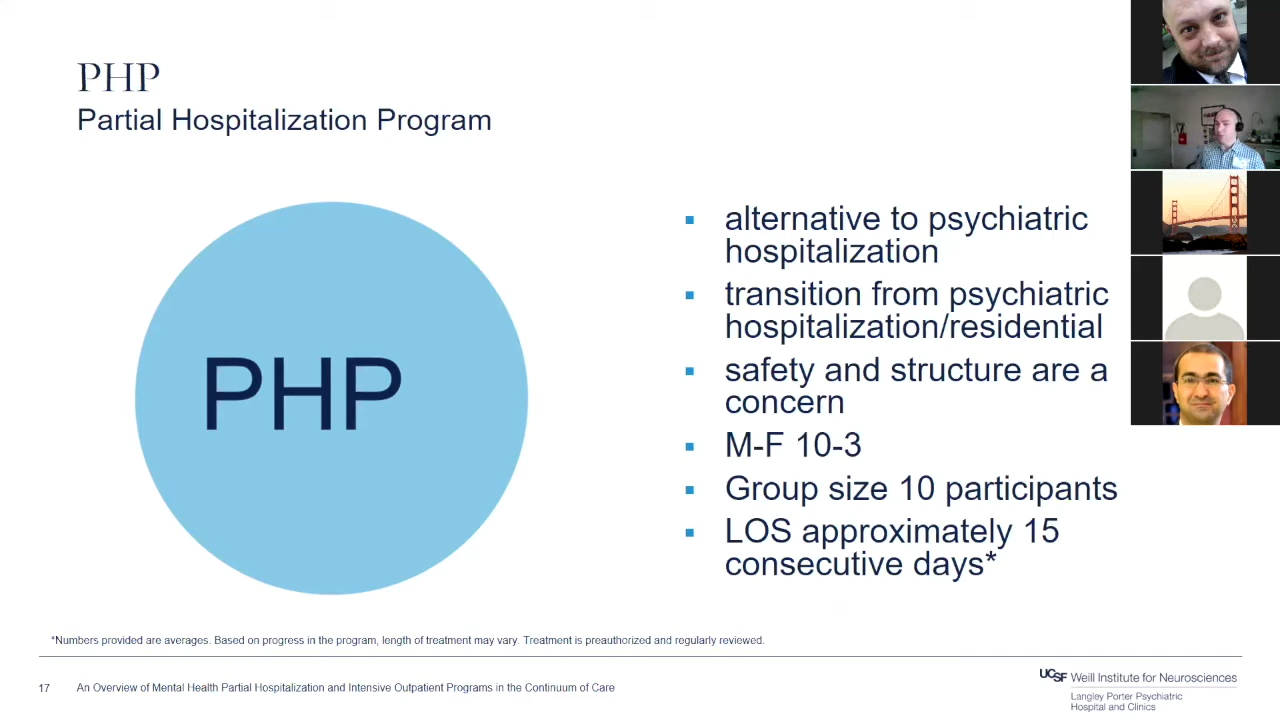 PHP
Partial Hospitalization Program
PHP
▪ alternative to psychiatric
hospitalization
▪ transition from psychiatric
hospitalization/residential
▪ safety and structure are a
concern
▪ M-F 10-3
▪ Group size 10 participants
▪ LOS approximately 15
consecutive days*
*Numbers provided are averages. Based on progress in the program, length of treatment may vary. Treatment is preauthorized and regularly reviewed.
17 An Overview of Mental Health Partial Hospitalization and Intensive Outpatient Programs in the Continuum of Care
UCSF Weill Institute for Neurosciences
Langley Porter Psychiatric
Hospital and Clinics